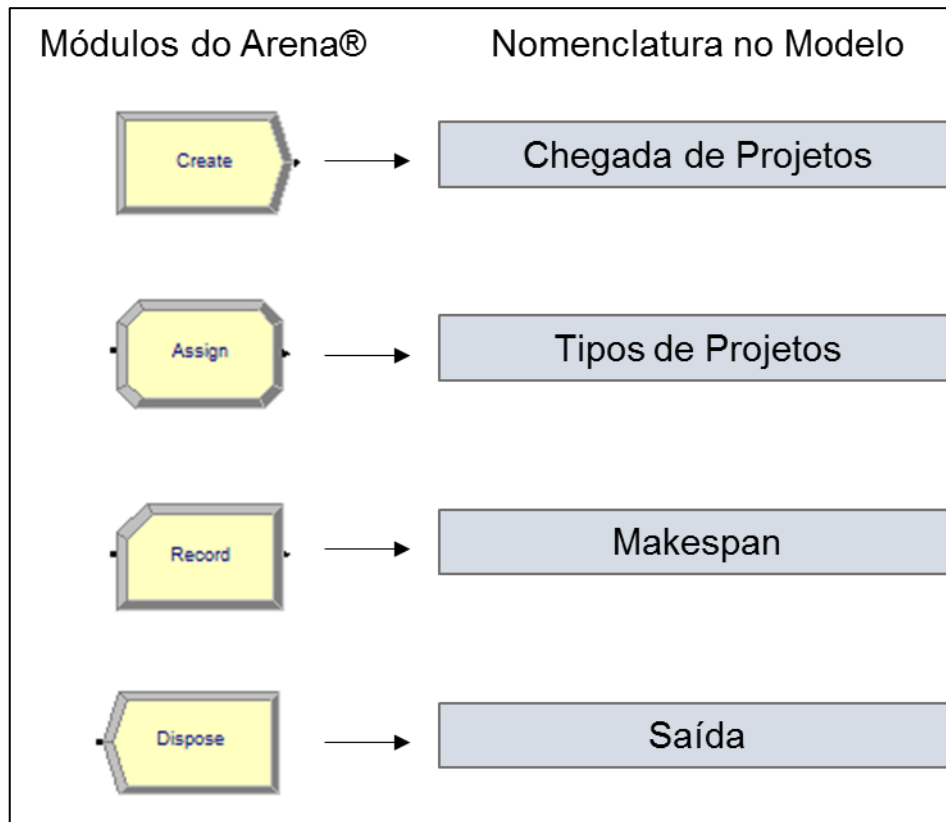 Módulos do Arena®
Nomenclatura no Modelo
Create
Chegada de Projetos
Assign
Tipos de Projetos
Record
Makespan
Dispose
Saída